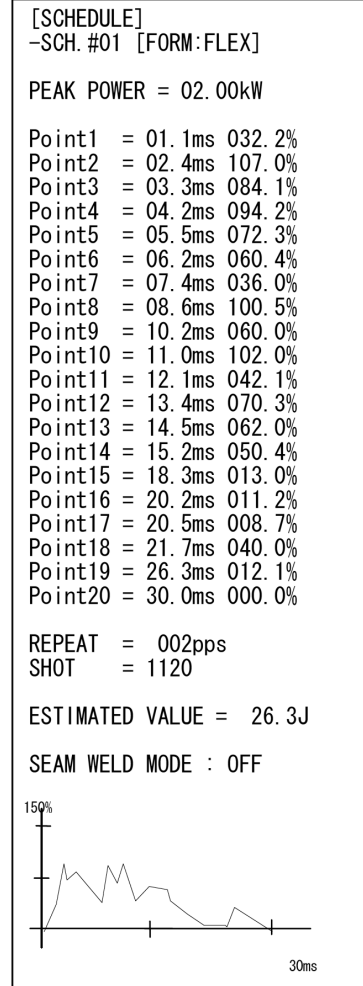 [SCHEDULE]
-SCH.#01 [FORM:FLEX]
PEAK POWER = 02.00kW
Point1 = 01.1ms 032.2%
Point2 = 02.4ms 107.0%
Point3 = 03.3ms 084.1%
Point4 = 04.2ms 094.2%
Point5 = 05.5ms 072.3%
Point6 = 06.2ms 060.4%
Point7 = 07.4ms 036.0%
Point8 = 08.6ms 100.5%
Point9 = 10.2ms 060.0%
Point10 = 11.0ms 102.0%
Point11 = 12.1ms 042.1%
Point12 = 13.4ms 070.3%
Point13 = 14.5ms 062.0%
Point14 = 15.2ms 050.4%
Point15 = 18.3ms 013.0%
Point16 = 20.2ms 011.2%
Point17 = 20.5ms 008.7%
Point18 = 21.7ms 040.0%
Point19 = 26.3ms 012.1%
Point20 = 30.0ms 000.0%
REPEAT = 002pps
SHOT = 1120
ESTIMATED VALUE = 26.3J
SEAM WELD MODE : OFF
150%
30ms